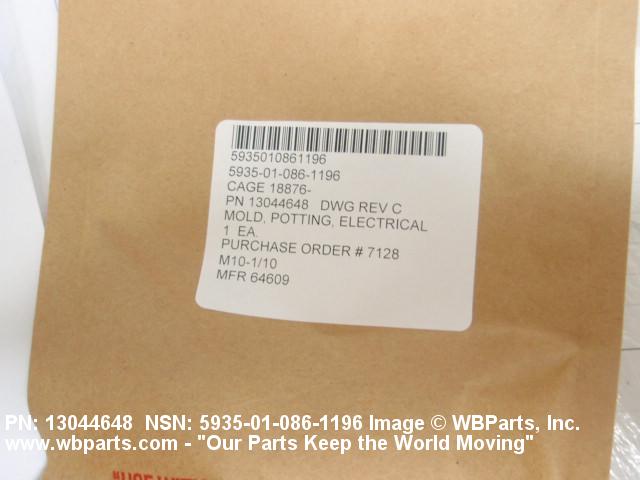 5935010861196
5935-01-086-1196
CAGE 18876-
PN 13044648 DWG REV C
MOLD, POTTING, ELECTRICAL
1 EA.
PURCHASE ORDER # 7128
M10-1/10
MFR 64609
PN: 13044648 NSN: 5935-01-086-1196 Image © WBParts, Inc.
www.wbparts.com - "Our Parts Keep the World Moving"